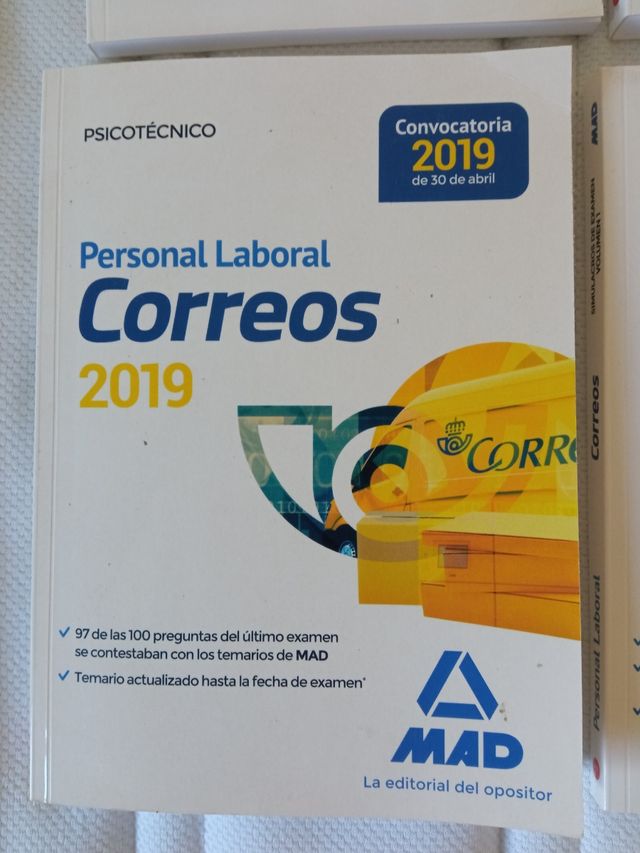 PSICOTÉCNICO
Convocatoria
2019
de 30 de abril
Personal Laboral
Correos
2019
CORRE
✓ 97 de las 100 preguntas del último examen
se contestaban con los temarios de MAD
✓ Temario actualizado hasta la fecha de examen*
MAD
La editorial del opositor
MAD
SIMULACROS DE EXAMEN
VOLUMEN 1
Correos
Personal Laboral